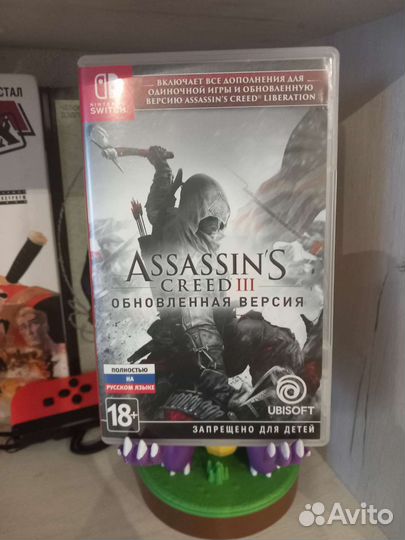 СТАЛ
NINTENDO
SWITCH
ВКЛЮЧАЕТ ВСЕ ДОПОЛНЕНИЯ ДЛЯ
ОДИНОЧНОЙ ИГРЫ И ОБНОВЛЕННУЮ
ВЕРСИЮ ASSASSIN'S CREED® LIBERATION
ASSASSIN'S
CREED III
ОБНОВЛЕННАЯ ВЕРСИЯ
ПОЛНОСТЬЮ
НА
РУССКОМ ЯЗЫКЕ
18+
UBISOFT
ЗАПРЕЩЕНО ДЛЯ ДЕТЕЙ
Avito